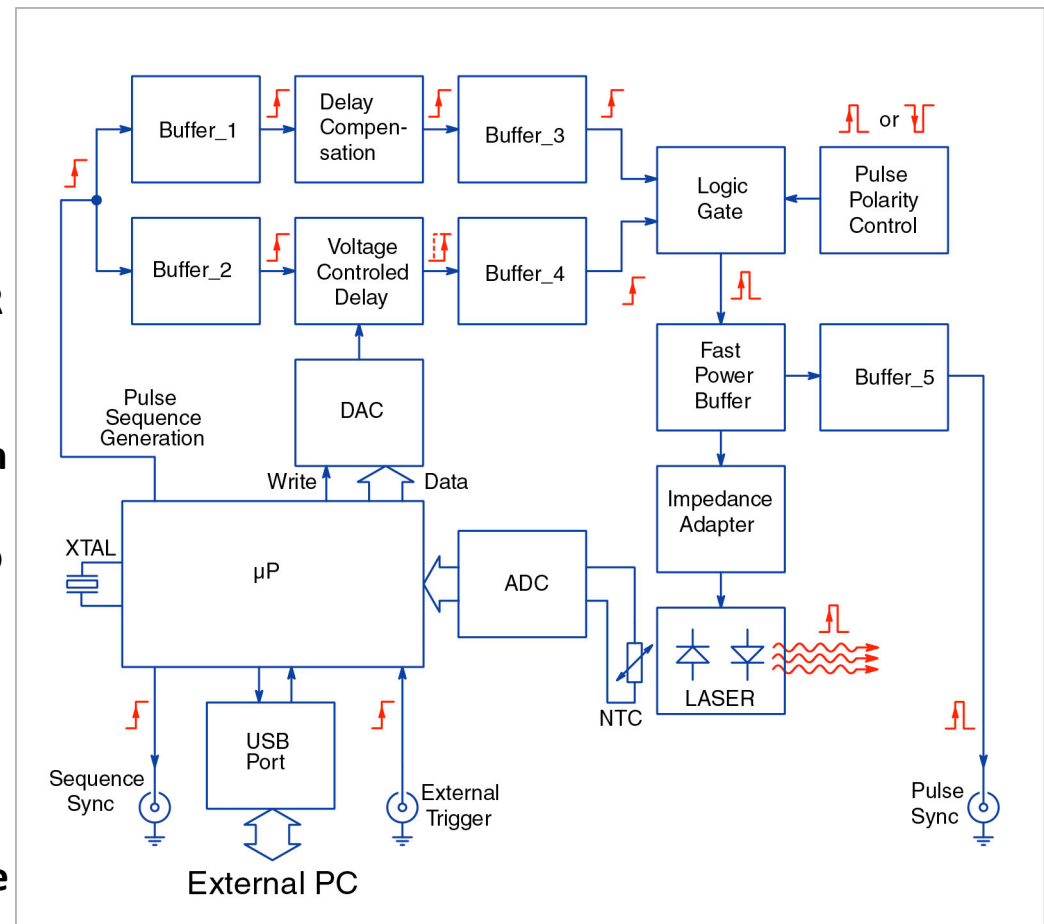 Buffer_1
Delay
Compen-
sation
Buffer_3
or
Logic
Gate
Pulse
Polarity
Control
Buffer_2
Voltage
Controled
Delay
Buffer_4
Fast
Power
Buffer
Buffer_5
Pulse
Sequence
Generation
DAC
Write
Data
Impedance
Adapter
XTAL
µP
ADC
LASER
NTC
USB
Port
Sequence
Sync
External
Trigger
Pulse
Sync
External PC